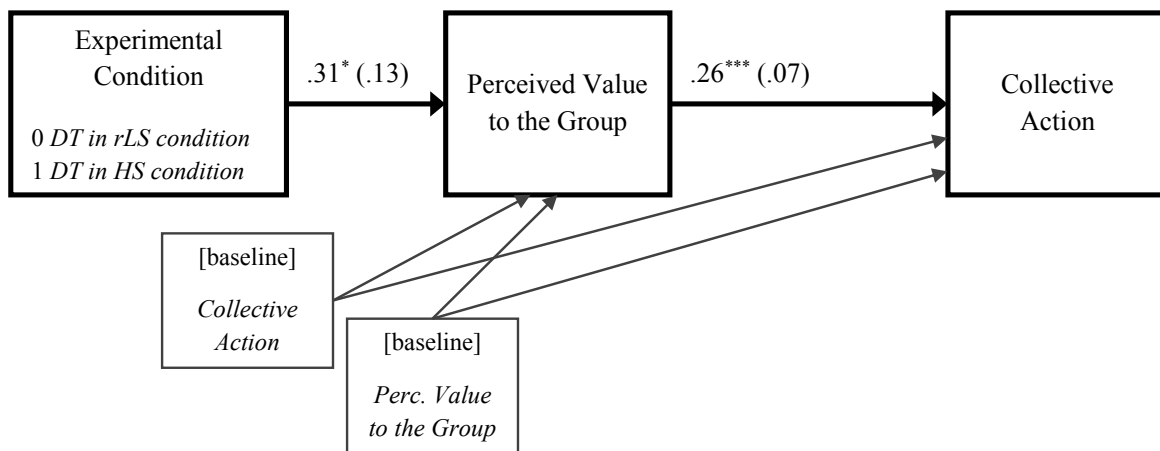 Experimental
Condition
0 DT in rLS condition
1 DT in HS condition
.31* (.13)
Perceived Value
to the Group
.26*** (.07)
Collective
Action
[baseline]
Collective
Action
[baseline]
Perc. Value
to the Group